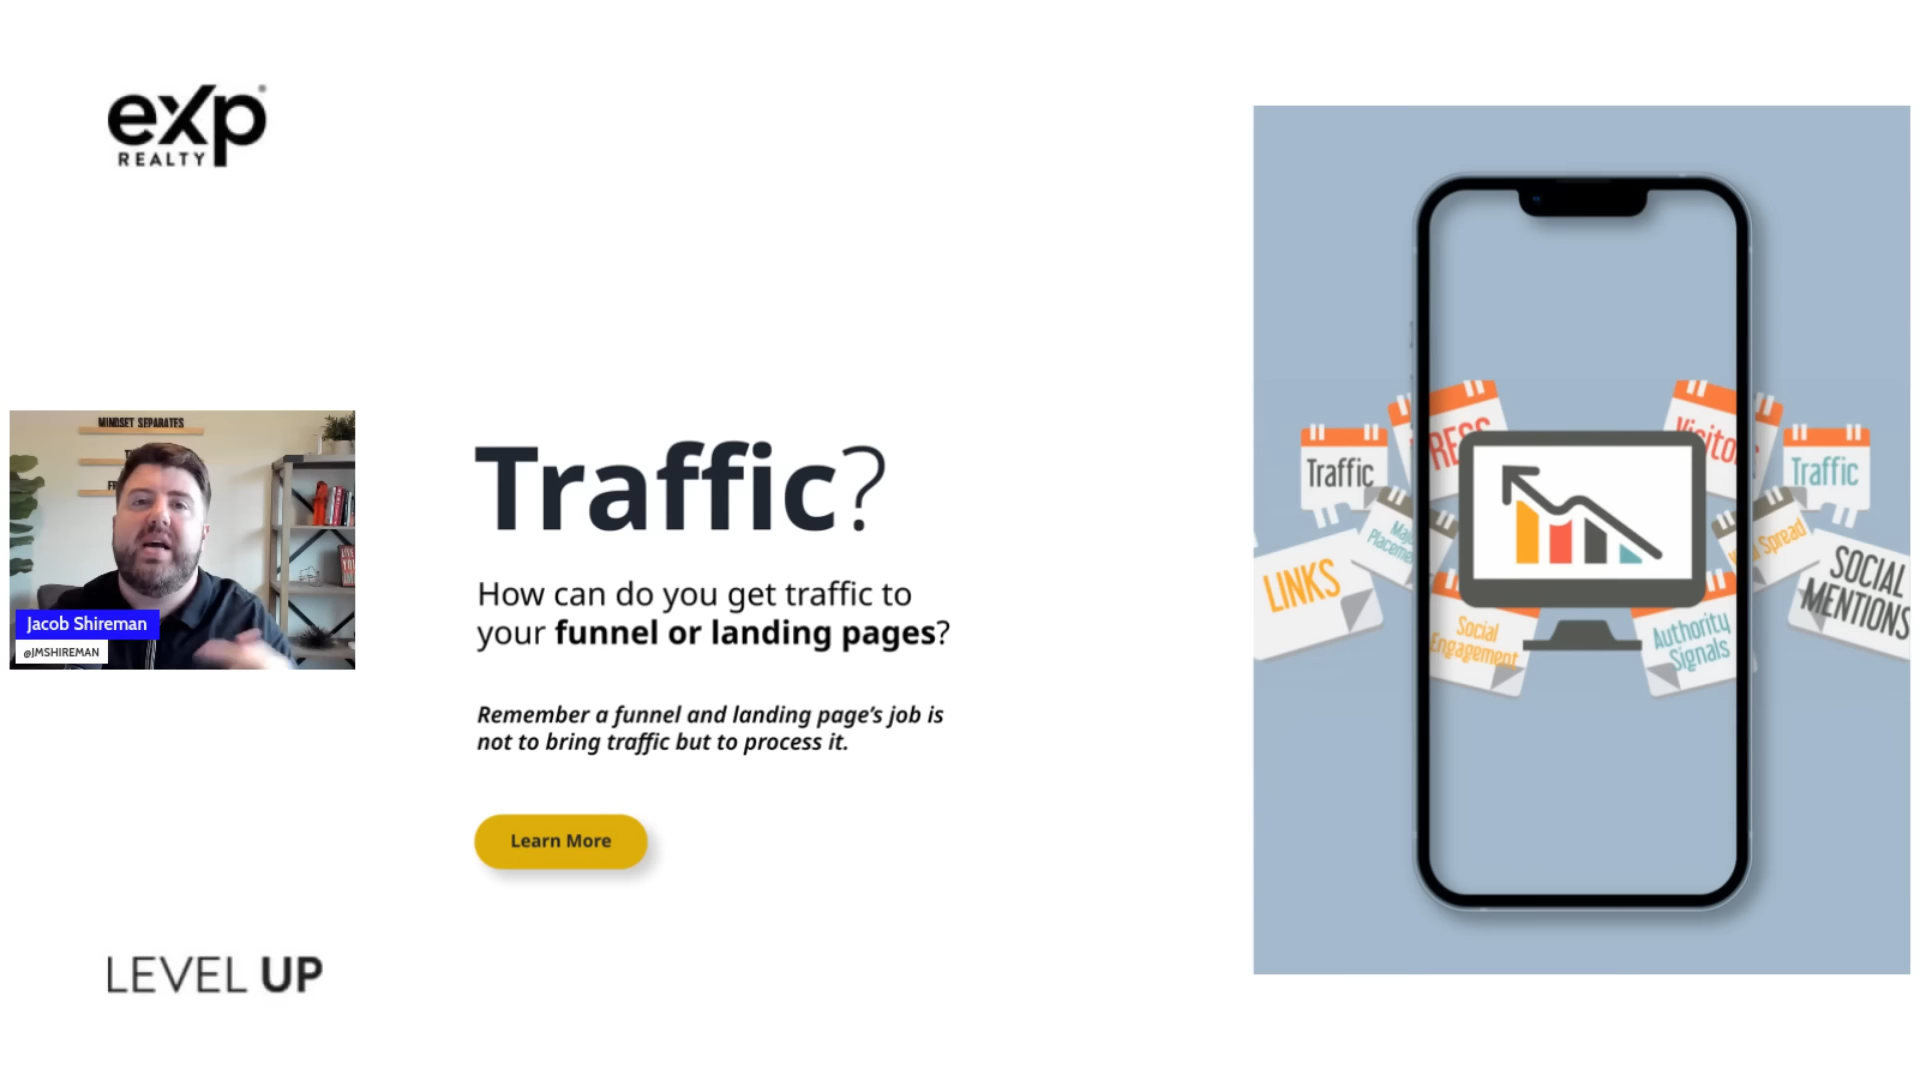 exp
REALTY
MINDSET SEPARATES
Jacob Shireman
@JMSHIREMAN
Traffic?
How can do you get traffic to
your funnel or landing pages?
Remember a funnel and landing page’s job is
not to bring traffic but to process it.
Learn More
LEVEL UP
Traffic
Traffic
LINKS
Social
Engagement
Authority
Signals
SOCIAL
MENTIONS
Spread